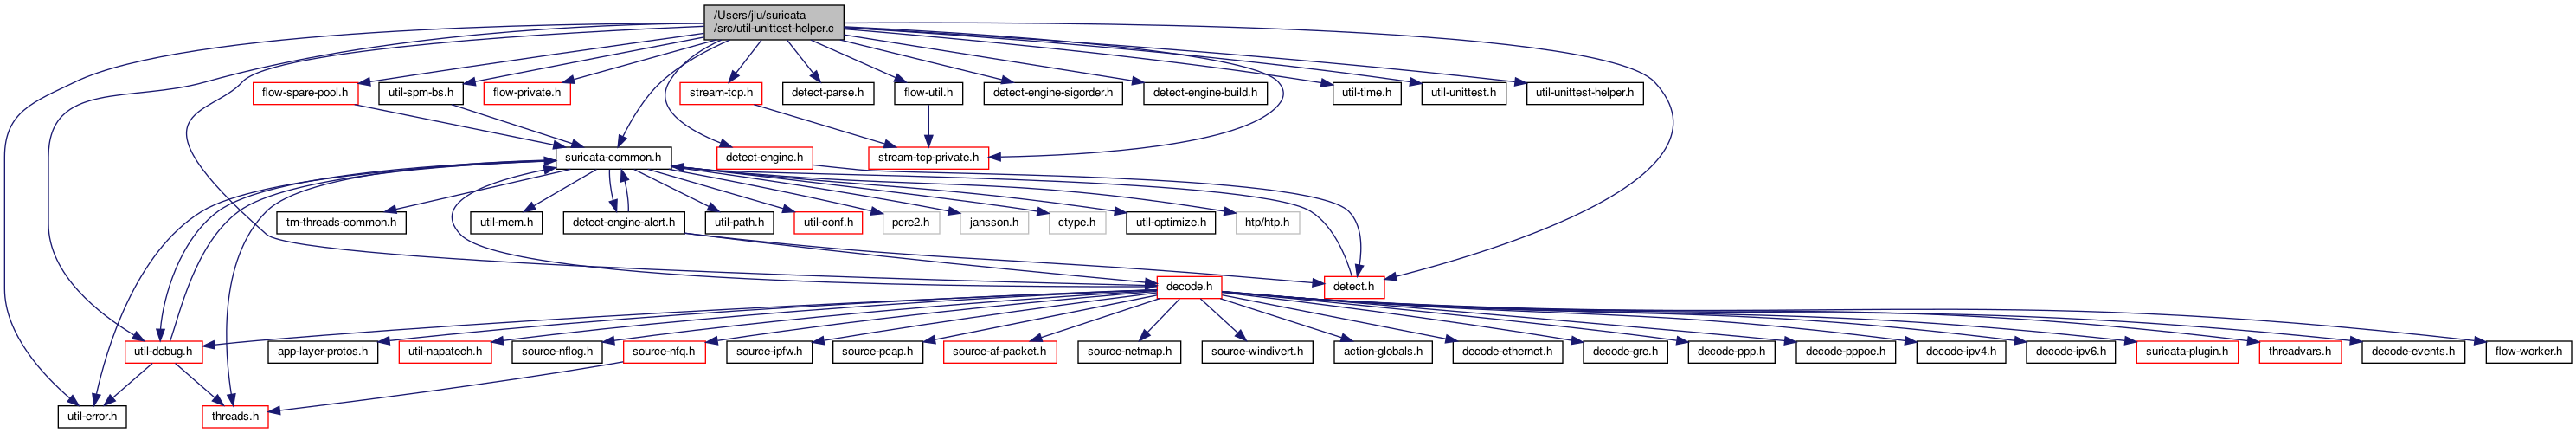 /Users/jlu/suricata
/src/util-unittest-helper.c
flow-spare-pool.h
util-spm-bs.h
flow-private.h
stream-tcp.h
detect-parse.h
flow-util.h
detect-engine-sigorder.h
detect-engine-build.h
util-time.h
util-unittest.h
util-unittest-helper.h
suricata-common.h
detect-engine.h
stream-tcp-private.h
tm-threads-common.h
util-mem.h
detect-engine-alert.h
util-path.h
util-conf.h
pcre2.h
jansson.h
ctype.h
util-optimize.h
htp/htp.h
decode.h
detect.h
util-debug.h
app-layer-protos.h
util-napatech.h
source-nflog.h
source-nfq.h
source-ipfw.h
source-pcap.h
source-af-packet.h
source-netmap.h
source-windivert.h
action-globals.h
decode-ethernet.h
decode-gre.h
decode-ppp.h
decode-pppoe.h
decode-ipv4.h
decode-ipv6.h
suricata-plugin.h
threadvars.h
decode-events.h
flow-worker.h
util-error.h
threads.h